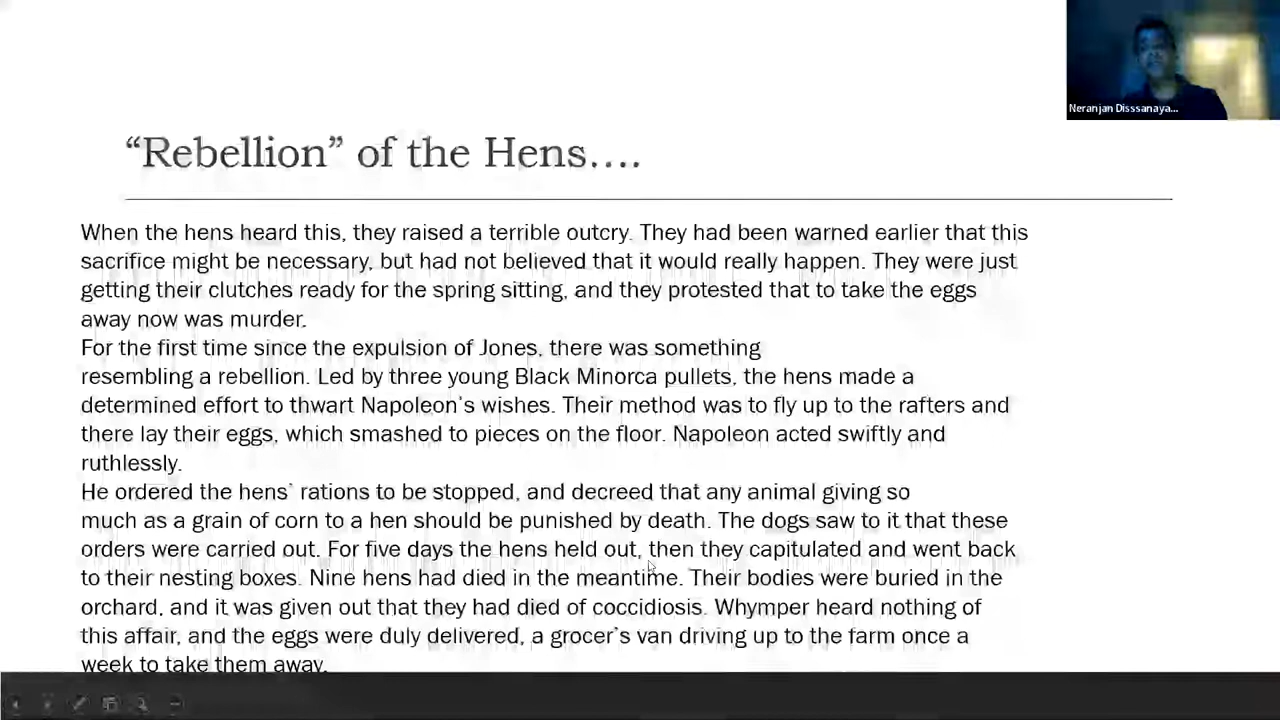 Neranjan Disssanaya...
“Rebellion” of the Hens....
When the hens heard this, they raised a terrible outcry. They had been warned earlier that this
sacrifice might be necessary, but had not believed that it would really happen. They were just
getting their clutches ready for the spring sitting, and they protested that to take the eggs
away now was murder.
For the first time since the expulsion of Jones, there was something
resembling a rebellion. Led by three young Black Minorca pullets, the hens made a
determined effort to thwart Napoleon's wishes. Their method was to fly up to the rafters and
there lay their eggs, which smashed to pieces on the floor. Napoleon acted swiftly and
ruthlessly.
He ordered the hens' rations to be stopped, and decreed that any animal giving so
much as a grain of corn to a hen should be punished by death. The dogs saw to it that these
orders were carried out. For five days the hens held out, then they capitulated and went back
to their nesting boxes. Nine hens had died in the meantime. Their bodies were buried in the
orchard, and it was given out that they had died of coccidiosis. Whymper heard nothing of
this affair, and the eggs were duly delivered, a grocer's van driving up to the farm once a
week to take them away.